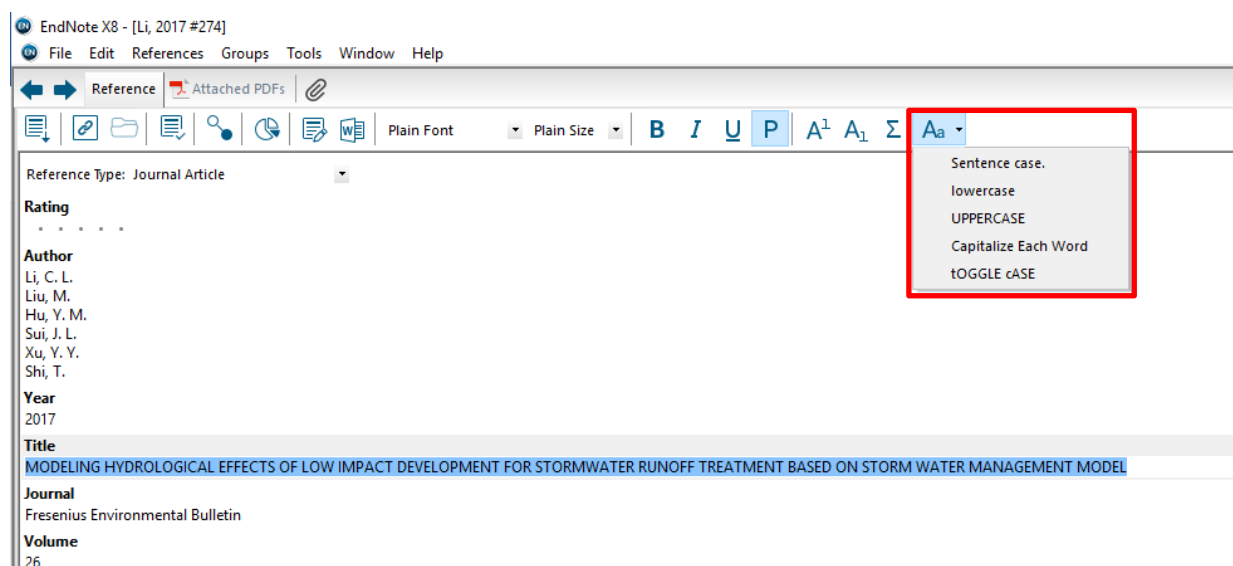 EndNote X8 - [Li, 2017 #274]
File Edit References Groups Tools Window Help
Reference Attached PDFs
Plain Font Plain Size B I U P A1 A1 Σ Aa
Sentence case.
lowercase
UPPERCASE
Capitalize Each Word
tOGGLE cASE
Reference Type: Journal Article
Rating
Author
Li, C. L.
Liu, M.
Hu, Y. M.
Sui, J. L.
Xu, Y. Y.
Shi, T.
Year
2017
Title
MODELING HYDROLOGICAL EFFECTS OF LOW IMPACT DEVELOPMENT FOR STORMWATER RUNOFF TREATMENT BASED ON STORM WATER MANAGEMENT MODEL
Journal
Fresenius Environmental Bulletin
Volume
26